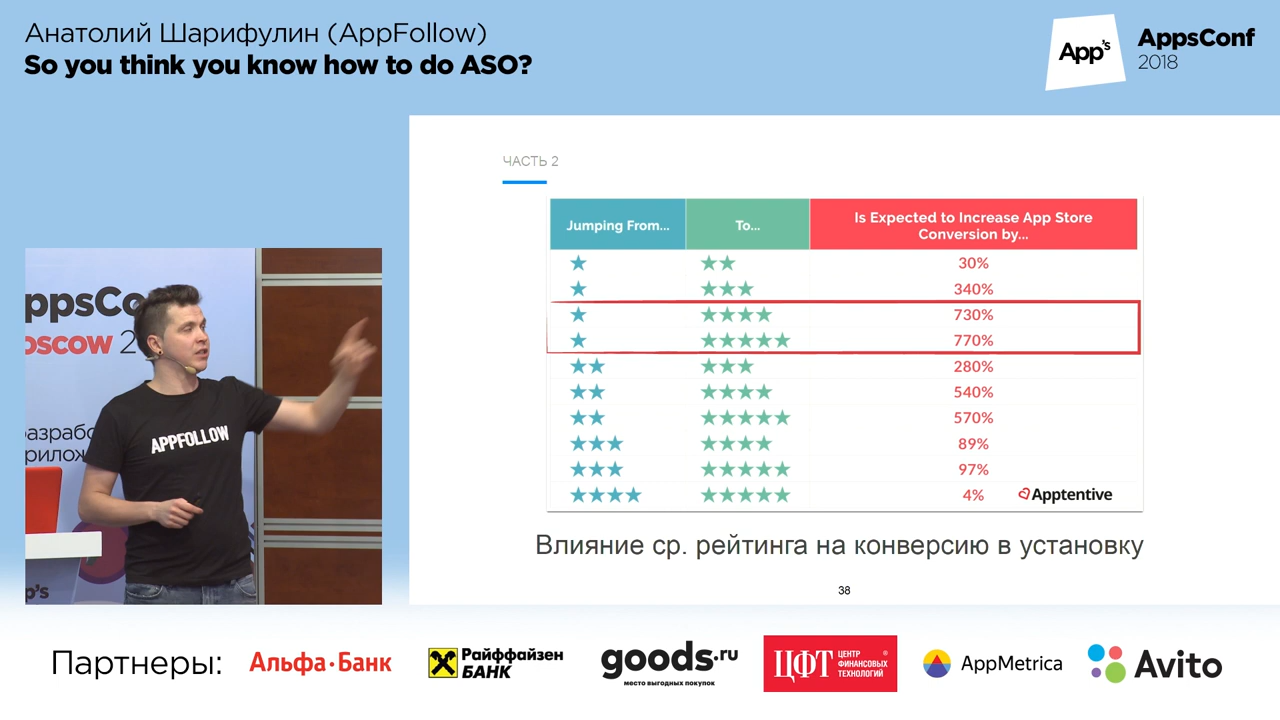 Анатолий Шарифулин (AppFollow)
So you think you know how to do ASO?
App's
AppsConf
2018
ЧАСТЬ 2
Jumping From...
To...
Is Expected to Increase App Store
Conversion by...
★ ★★ 30%
★ ★★★ 340%
★ ★★★★ 730%
★ ★★★★★ 770%
★★ ★★★ 280%
★★ ★★★★ 540%
★★ ★★★★★ 570%
★★★ ★★★★ 89%
★★★ ★★★★★ 97%
★★★★ ★★★★★ 4%
Apptentive
Влияние ср. рейтинга на конверсию в установку
38
ppsCo
oscow 2
азрабо
рилож
APPFOLLOW
p's
Партнеры:
Альфа·Банк
Райффайзен
БАНК
goods.ru
место выгодных покупок
ЦФТ
ЦЕНТР
ФИНАНСОВЫХ
ТЕХНОЛОГИЙ
®
AppMetrica
Avito